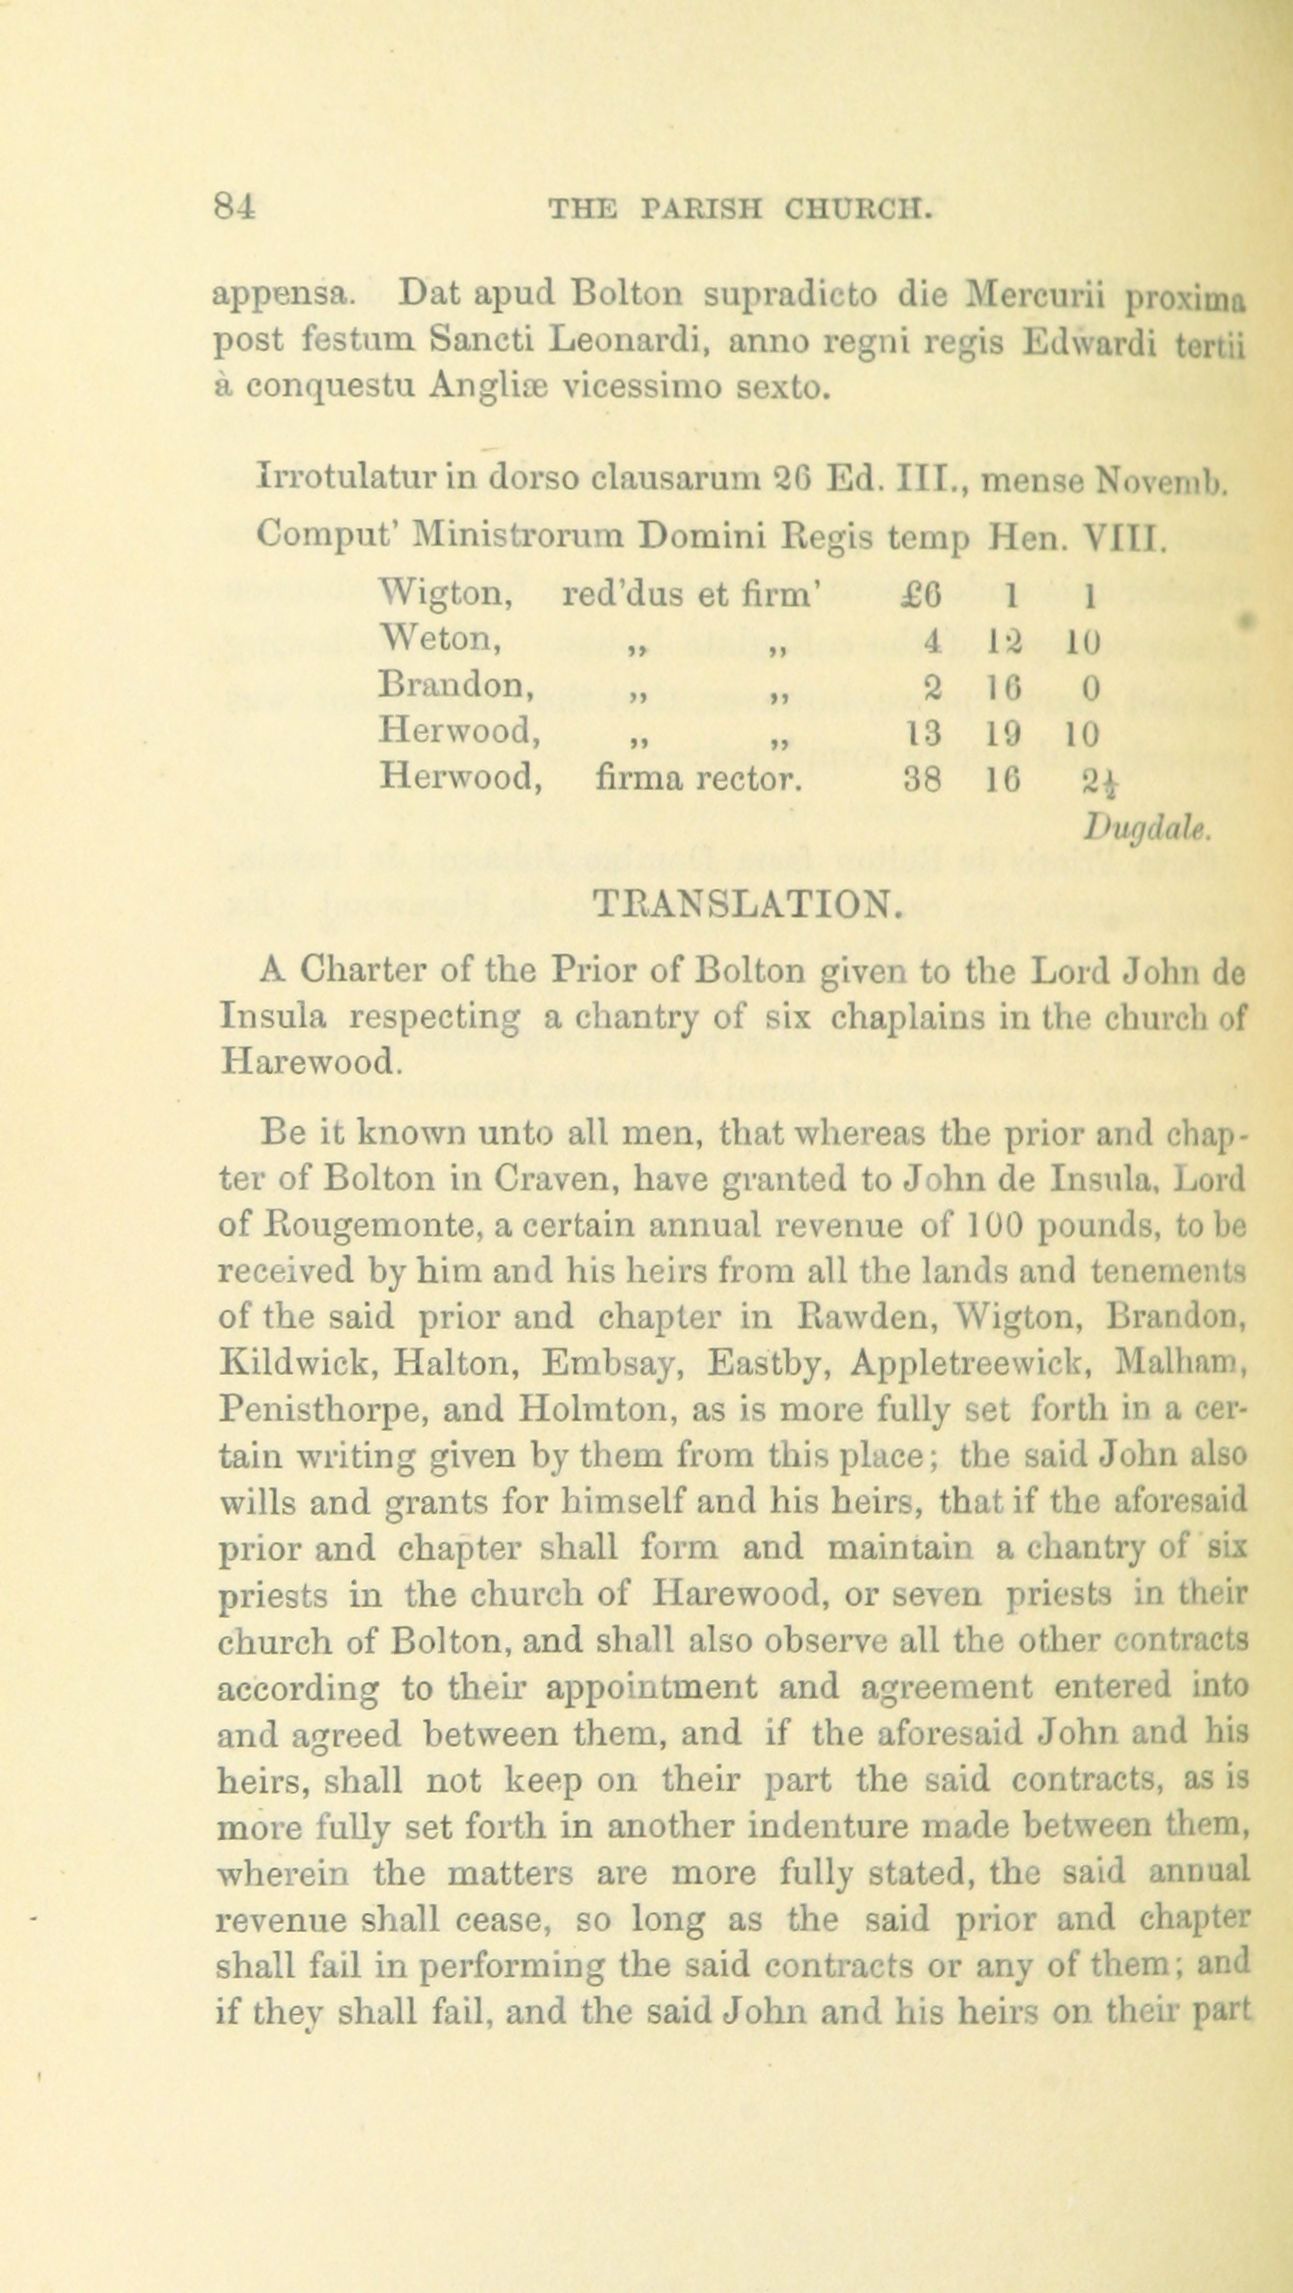 84 THE PARISH CHURCH.
appensa. Dat apud Bolton supradicto die Mercurii proxima
post festum Sancti Leonardi, anno regni regis Edwardi tertii
à conquestu Angliæ vicessimo sexto.
Irrotulatur in dorso clausarum 26 Ed. III., mense Novemb.
Comput' Ministrorum Domini Regis temp Hen. VIII.
Wigton, red'dus et firm' £6 1 1
Weton, ,, ,, 4 12 10
Brandon, ,, ,, 2 16 0
Herwood, ,, ,, 13 19 10
Herwood, firma rector. 38 16 2½
Dugdale.
TRANSLATION.
A Charter of the Prior of Bolton given to the Lord John de
Insula respecting a chantry of six chaplains in the church of
Harewood.
Be it known unto all men, that whereas the prior and chap-
ter of Bolton in Craven, have granted to John de Insula, Lord
of Rougemonte, a certain annual revenue of 100 pounds, to be
received by him and his heirs from all the lands and tenements
of the said prior and chapter in Rawden, Wigton, Brandon,
Kildwick, Halton, Embsay, Eastby, Appletreewick, Malham,
Penisthorpe, and Holmton, as is more fully set forth in a cer-
tain writing given by them from this place; the said John also
wills and grants for himself and his heirs, that if the aforesaid
prior and chapter shall form and maintain a chantry of six
priests in the church of Harewood, or seven priests in their
church of Bolton, and shall also observe all the other contracts
according to their appointment and agreement entered into
and agreed between them, and if the aforesaid John and his
heirs, shall not keep on their part the said contracts, as is
more fully set forth in another indenture made between them,
wherein the matters are more fully stated, the said annual
revenue shall cease, so long as the said prior and chapter
shall fail in performing the said contracts or any of them; and
if they shall fail, and the said John and his heirs on their part